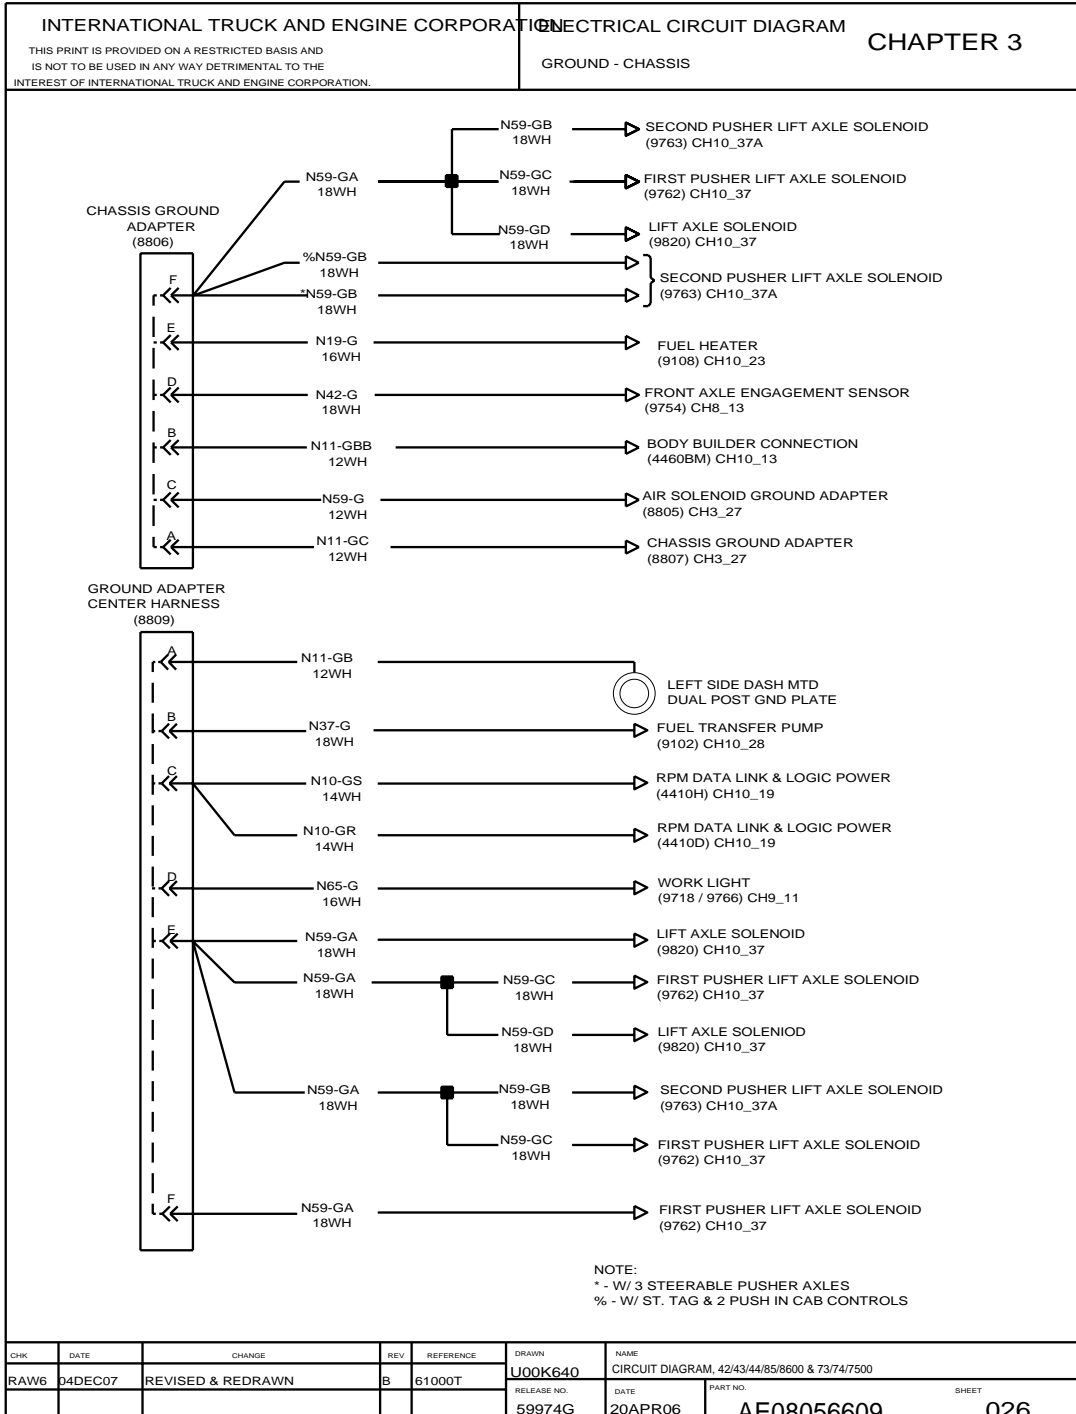 INTERNATIONAL TRUCK AND ENGINE CORPORATION
THIS PRINT IS PROVIDED ON A RESTRICTED BASIS AND
IS NOT TO BE USED IN ANY WAY DETRIMENTAL TO THE
INTEREST OF INTERNATIONAL TRUCK AND ENGINE CORPORATION.
ELECTRICAL CIRCUIT DIAGRAM
GROUND - CHASSIS
CHAPTER 3
CHASSIS GROUND
ADAPTER
(8806)
N59-GA
18WH
N59-GB
18WH
SECOND PUSHER LIFT AXLE SOLENOID
(9763) CH10_37A
N59-GC
18WH
FIRST PUSHER LIFT AXLE SOLENOID
(9762) CH10_37
N59-GD
18WH
LIFT AXLE SOLENOID
(9820) CH10_37
F
%N59-GB
18WH
*N59-GB
18WH
SECOND PUSHER LIFT AXLE SOLENOID
(9763) CH10_37A
E
N19-G
16WH
FUEL HEATER
(9108) CH10_23
D
N42-G
18WH
FRONT AXLE ENGAGEMENT SENSOR
(9754) CH8_13
B
N11-GBB
12WH
BODY BUILDER CONNECTION
(4460BM) CH10_13
C
N59-G
12WH
AIR SOLENOID GROUND ADAPTER
(8805) CH3_27
A
N11-GC
12WH
CHASSIS GROUND ADAPTER
(8807) CH3_27
GROUND ADAPTER
CENTER HARNESS
(8809)
A
N11-GB
12WH
LEFT SIDE DASH MTD
DUAL POST GND PLATE
B
N37-G
18WH
FUEL TRANSFER PUMP
(9102) CH10_28
C
N10-GS
14WH
RPM DATA LINK & LOGIC POWER
(4410H) CH10_19
N10-GR
14WH
RPM DATA LINK & LOGIC POWER
(4410D) CH10_19
D
N65-G
16WH
WORK LIGHT
(9718 / 9766) CH9_11
E
N59-GA
18WH
LIFT AXLE SOLENOID
(9820) CH10_37
N59-GA
18WH
N59-GC
18WH
FIRST PUSHER LIFT AXLE SOLENOID
(9762) CH10_37
N59-GD
18WH
LIFT AXLE SOLENIOD
(9820) CH10_37
N59-GA
18WH
N59-GB
18WH
SECOND PUSHER LIFT AXLE SOLENOID
(9763) CH10_37A
N59-GC
18WH
FIRST PUSHER LIFT AXLE SOLENOID
(9762) CH10_37
F
N59-GA
18WH
FIRST PUSHER LIFT AXLE SOLENOID
(9762) CH10_37
NOTE:
* - W/ 3 STEERABLE PUSHER AXLES
% - W/ ST. TAG & 2 PUSH IN CAB CONTROLS
CHK DATE CHANGE REV REFERENCE
RAW6 04DEC07 REVISED & REDRAWN B 61000T
DRAWN
U00K640
NAME
CIRCUIT DIAGRAM, 42/43/44/85/8600 & 73/74/7500
RELEASE NO.
59974G
DATE
20APR06
PART NO.
AE08056609
SHEET
026